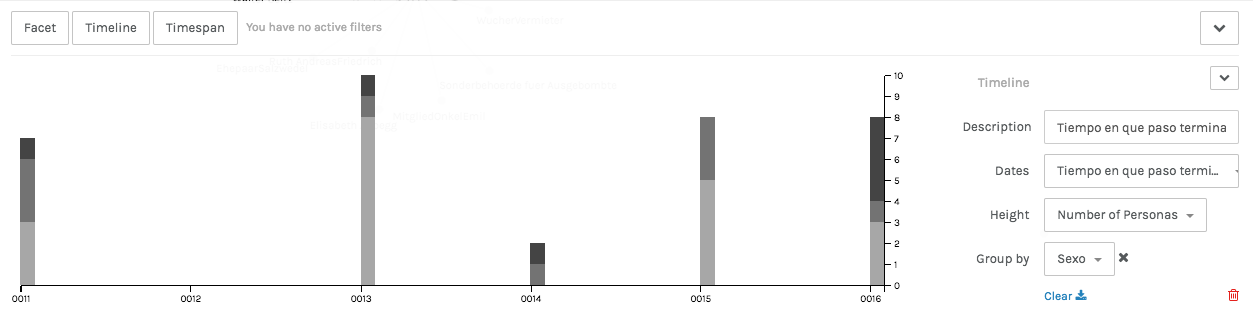 Facet Timeline Timespan You have no active filters
Timeline
Description Tiempo en que paso termina
Dates Tiempo en que paso termi...
Height Number of Personas
Group by Sexo ✖
Clear
10
9
8
7
6
5
4
3
2
1
0
0011 0012 0013 0014 0015 0016